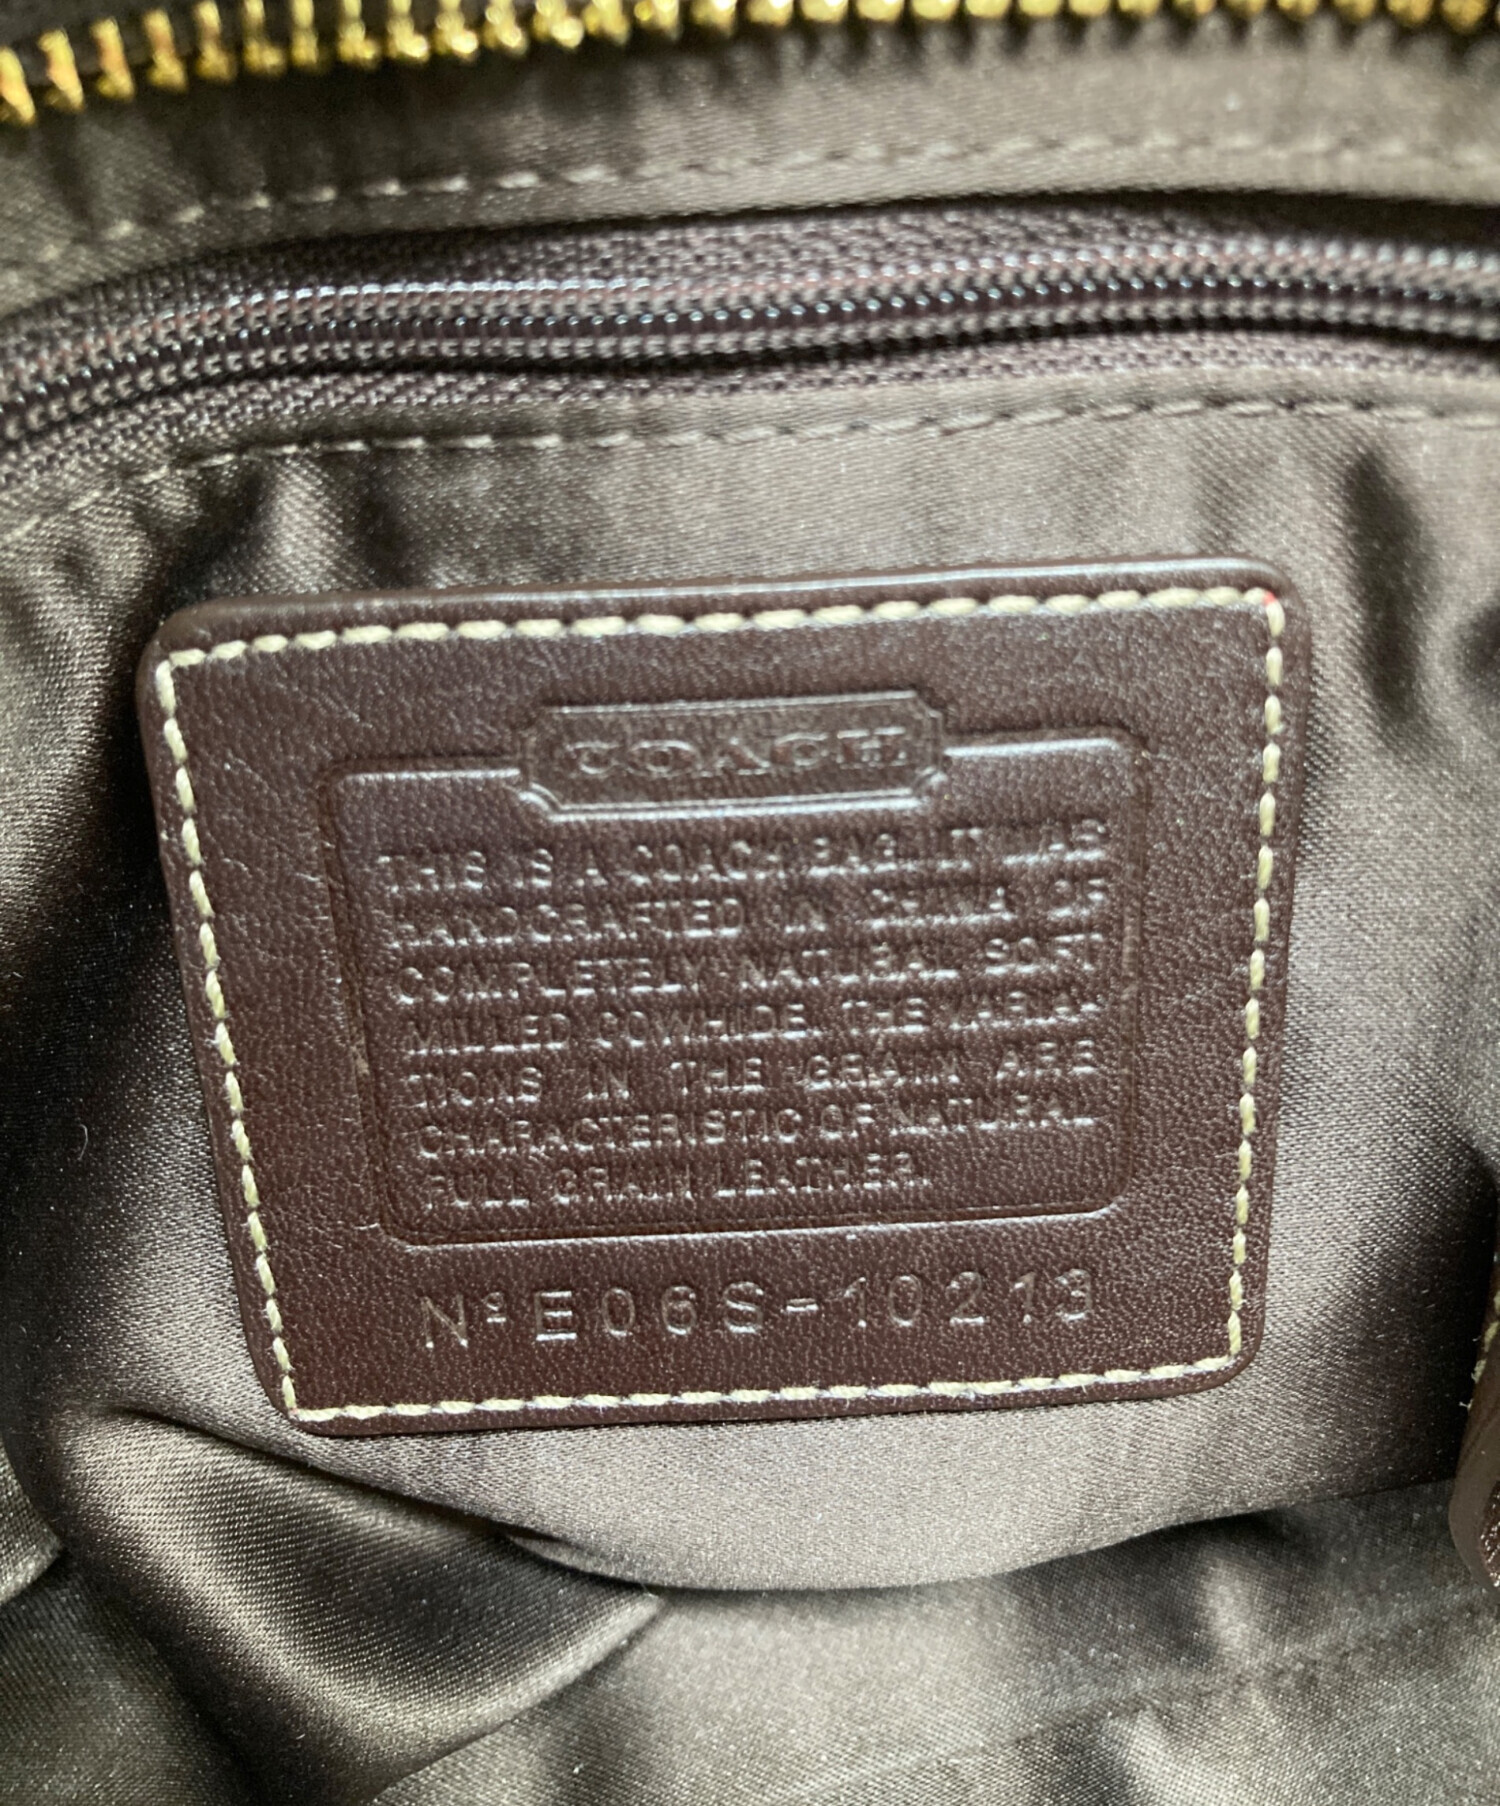 COACH
THIS IS A COACH BAG. IT WAS
HANDCRAFTED IN CHINA OF
COMPLETELY NATURAL SOFT
MILLED COWHIDE. THE VARIA-
TIONS IN THE GRAIN ARE
CHARACTERISTIC OF NATURAL
FULL GRAIN LEATHER.
Nº E06S-10213